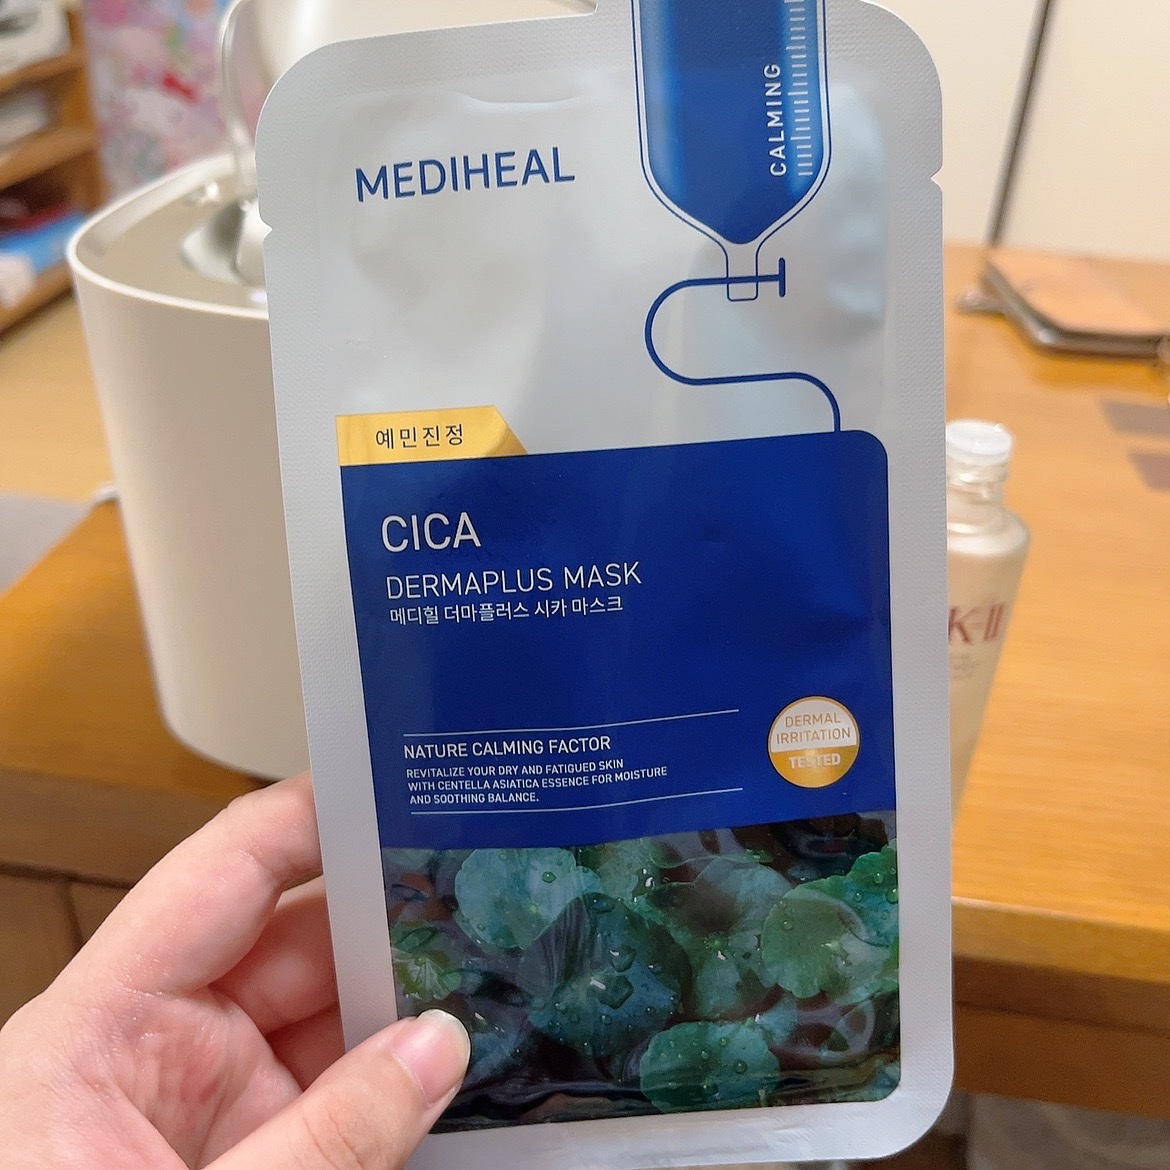 CALMING
MEDIHEAL
예민진정
CICA
DERMAPLUS MASK
메디힐 더마플러스 시카 마스크
NATURE CALMING FACTOR
REVITALIZE YOUR DRY AND FATIGUED SKIN
WITH CENTELLA ASIATICA ESSENCE FOR MOISTURE
AND SOOTHING BALANCE.
DERMAL
IRRITATION
TESTED
K-II